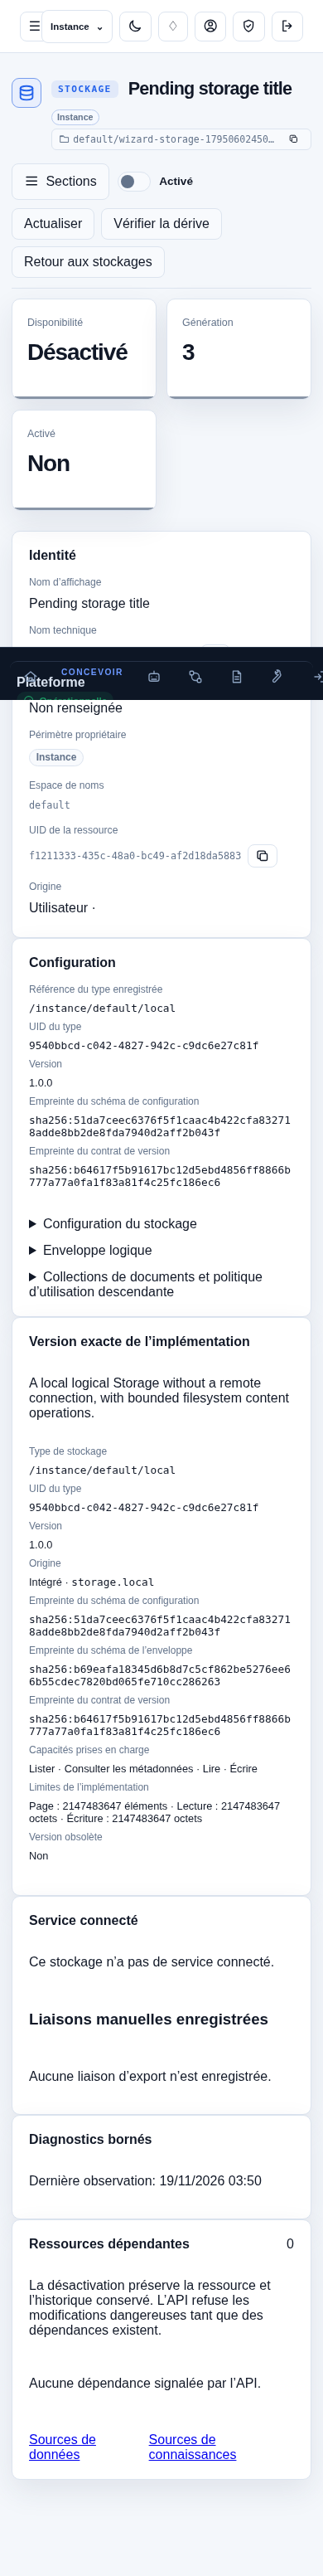 Instance
STOCKAGE
Pending storage title
Instance
default/wizard-storage-17950602450…
Sections
Activé
Actualiser
Vérifier la dérive
Retour aux stockages
Disponibilité
Désactivé
Génération
3
Activé
Non
Identité
Nom d’affichage
Pending storage title
Nom technique
CONCEVOIR
Plateforme
Non renseignée
Périmètre propriétaire
Instance
Espace de noms
default
UID de la ressource
f1211333-435c-48a0-bc49-af2d18da5883
Origine
Utilisateur ·
Configuration
Référence du type enregistrée
/instance/default/local
UID du type
9540bbcd-c042-4827-942c-c9dc6e27c81f
Version
1.0.0
Empreinte du schéma de configuration
sha256:51da7ceec6376f5f1caac4b422cfa83271
8adde8bb2de8fda7940d2aff2b043f
Empreinte du contrat de version
sha256:b64617f5b91617bc12d5ebd4856ff8866b
777a77a0fa1f83a81f4c25fc186ec6
Configuration du stockage
Enveloppe logique
Collections de documents et politique
d’utilisation descendante
Version exacte de l’implémentation
A local logical Storage without a remote
connection, with bounded filesystem content
operations.
Type de stockage
/instance/default/local
UID du type
9540bbcd-c042-4827-942c-c9dc6e27c81f
Version
1.0.0
Origine
Intégré · storage.local
Empreinte du schéma de configuration
sha256:51da7ceec6376f5f1caac4b422cfa83271
8adde8bb2de8fda7940d2aff2b043f
Empreinte du schéma de l’enveloppe
sha256:b69eafa18345d6b8d7c5cf862be5276ee6
6b55cdec7820bd065fe710cc286263
Empreinte du contrat de version
sha256:b64617f5b91617bc12d5ebd4856ff8866b
777a77a0fa1f83a81f4c25fc186ec6
Capacités prises en charge
Lister · Consulter les métadonnées · Lire · Écrire
Limites de l’implémentation
Page : 2147483647 éléments · Lecture : 2147483647
octets · Écriture : 2147483647 octets
Version obsolète
Non
Service connecté
Ce stockage n’a pas de service connecté.
Liaisons manuelles enregistrées
Aucune liaison d’export n’est enregistrée.
Diagnostics bornés
Dernière observation: 19/11/2026 03:50
Ressources dépendantes
0
La désactivation préserve la ressource et
l’historique conservé. L’API refuse les
modifications dangereuses tant que des
dépendances existent.
Aucune dépendance signalée par l’API.
Sources de
données
Sources de
connaissances